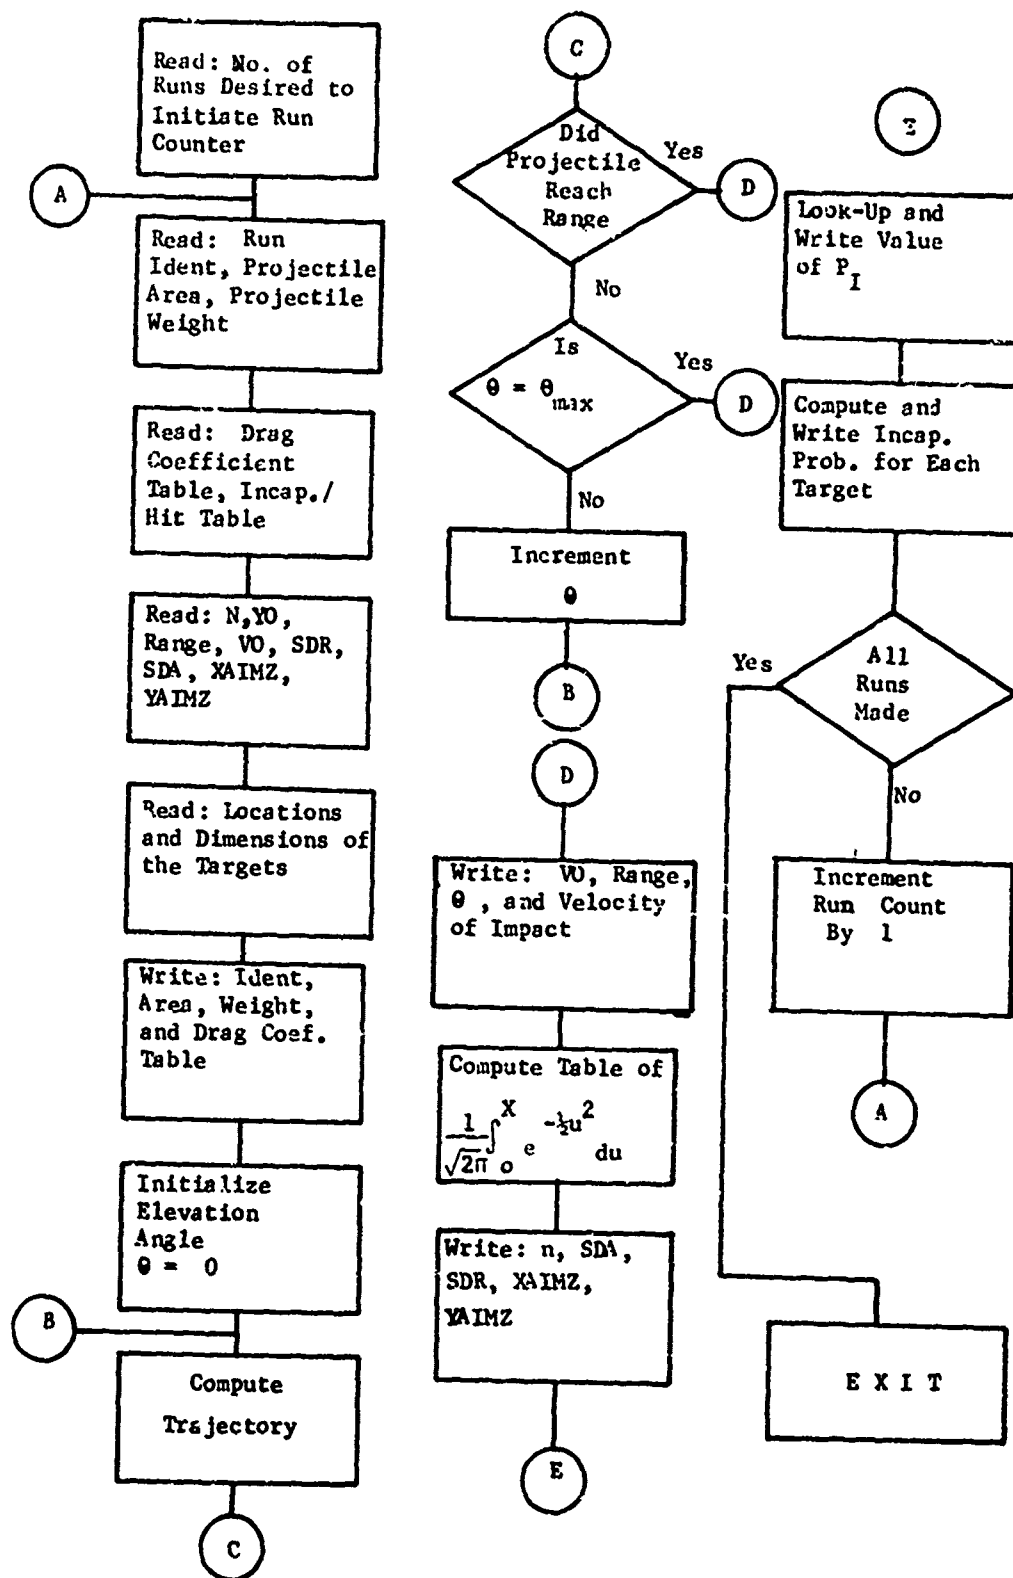 Read: No. of
Runs Desired to
Initiate Run
Counter
A
Read: Run
Ident, Projectile
Area, Projectile
Weight
Read: Drag
Coefficient
Table, Incap./
Hit Table
Read: N,YO,
Range, VO, SDR,
SDA, XAIMZ,
YAIMZ
Read: Locations
and Dimensions of
the Targets
Write: Ident,
Area, Weight,
and Drag Coef.
Table
Initialize
Elevation
Angle
θ = 0
B
Compute
Trajectory
C
C
Did
Projectile
Reach
Range
Yes
D
No
Is
θ = θmax
Yes
D
No
Increment
θ
B
D
Write: VO, Range,
θ , and Velocity
of Impact
Compute Table of
1/√2π ∫oX e -½u2 du
Write: n, SDA,
SDR, XAIMZ,
YAIMZ
E
E
Look-Up and
Write Value
of PI
Compute and
Write Incap.
Prob. for Each
Target
All
Runs
Made
Yes
No
Increment
Run Count
By 1
A
E X I T